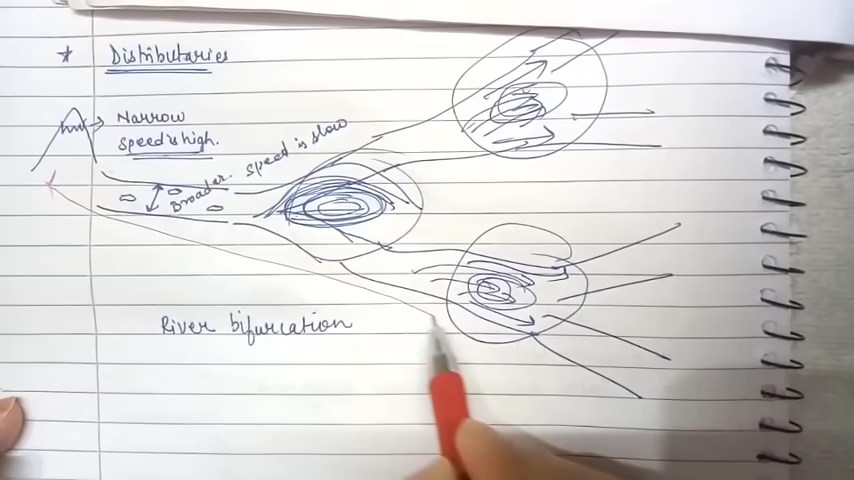 * Distributaries
Narrow
speed is high.
Broader. speed is slow
River bifurcation